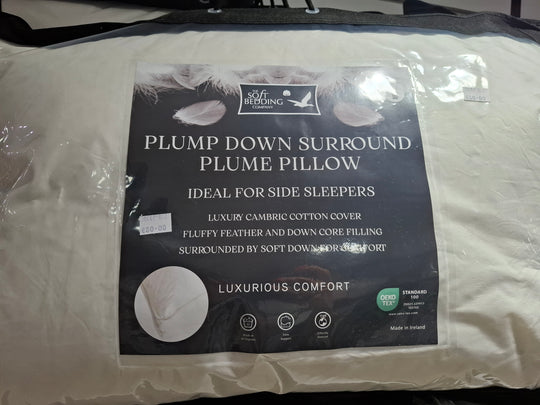 THE
SOft
BEDDING
COMPANY
PLUMP DOWN SURROUND
PLUME PILLOW
IDEAL FOR SIDE SLEEPERS
LUXURY CAMBRIC COTTON COVER
FLUFFY FEATHER AND DOWN CORE FILLING
SURROUNDED BY SOFT DOWN FOR COMFORT
LUXURIOUS COMFORT
OEKO
TEX
STANDARD
100
Made in Ireland